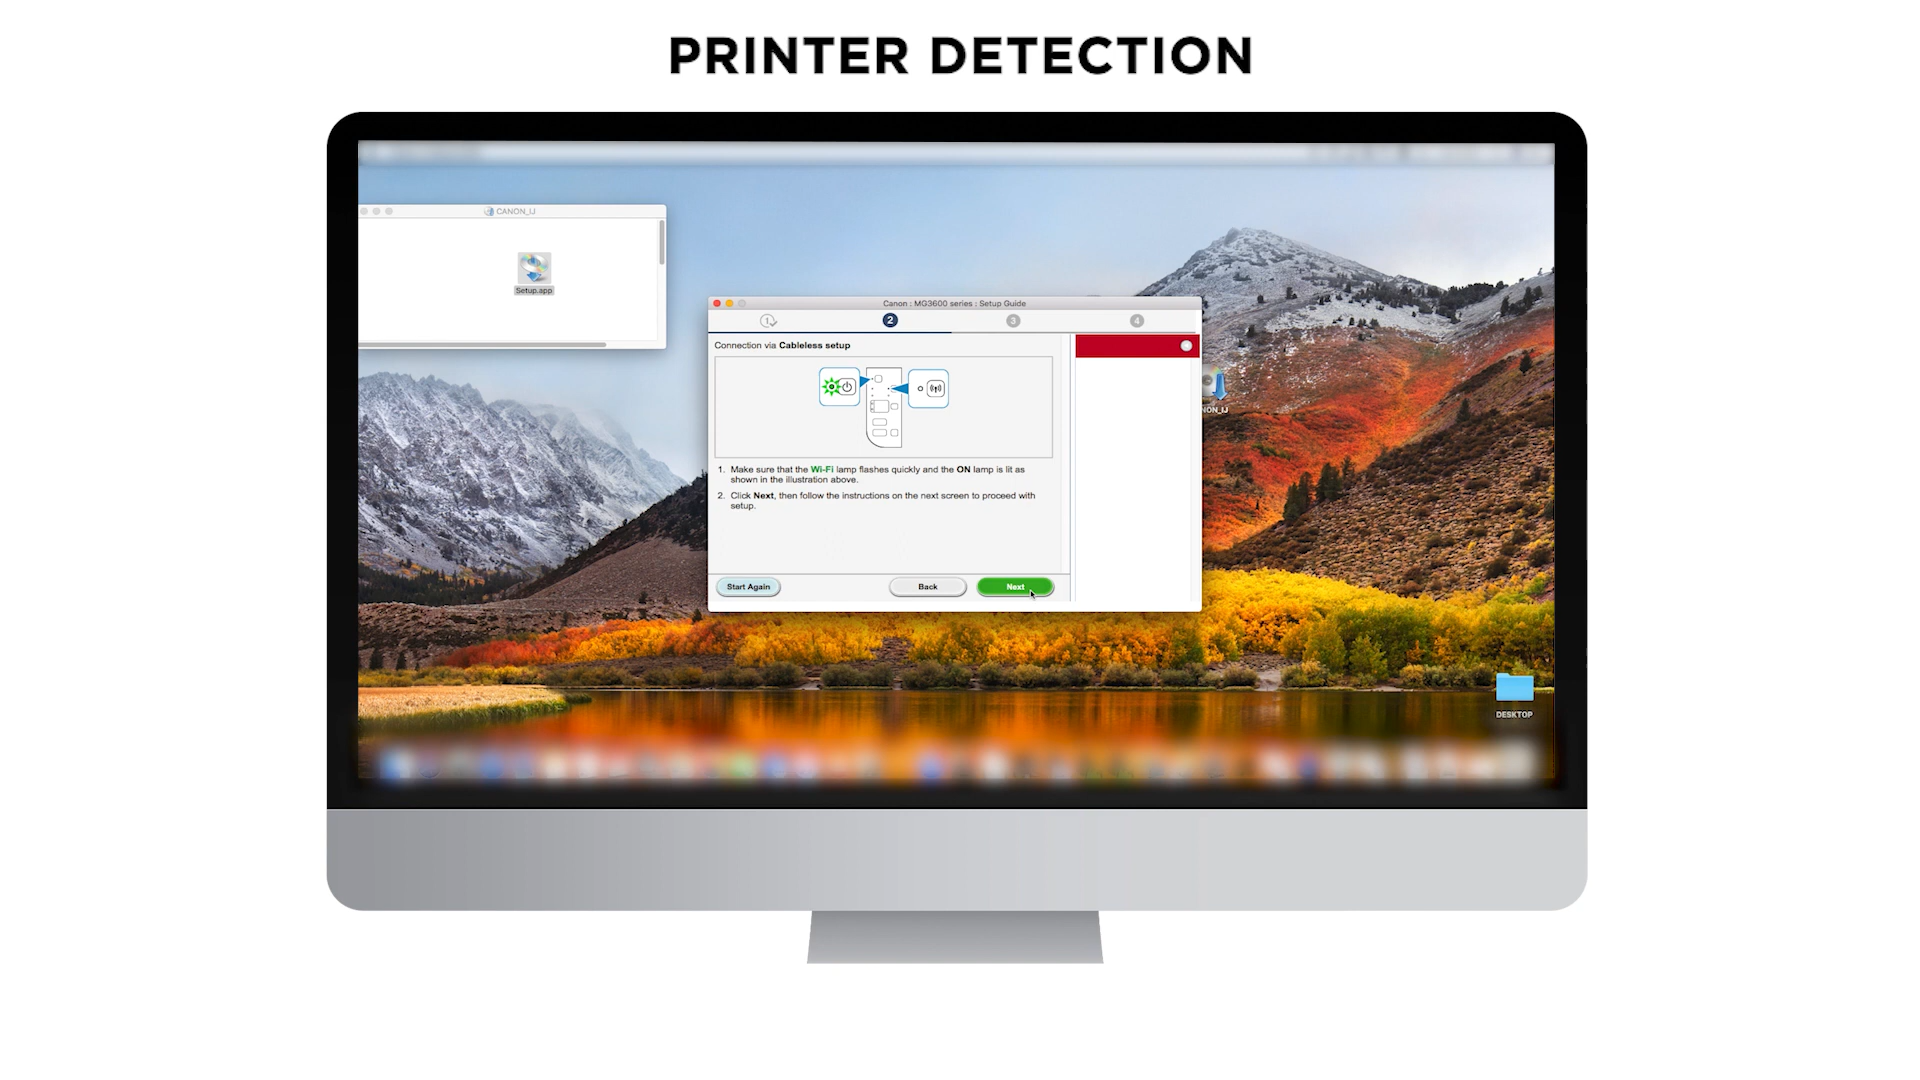 PRINTER DETECTION
CANON_IJ
Setup.app
Canon : MG3600 series : Setup Guide
1 2 3 4
Connection via Cableless setup
1. Make sure that the Wi-Fi lamp flashes quickly and the ON lamp is lit as
shown in the illustration above.
2. Click Next, then follow the instructions on the next screen to proceed with
setup.
Start Again Back Next
NON_IJ
DESKTOP